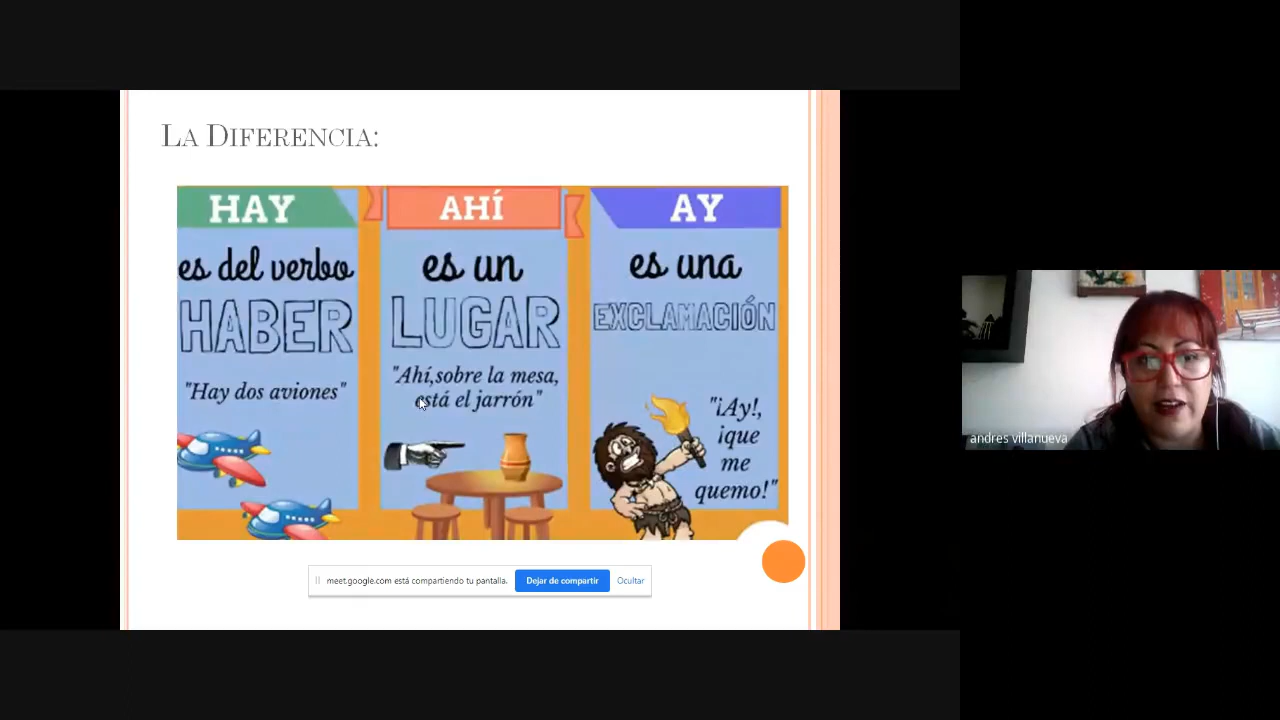 LA DIFERENCIA:
HAY
es del verbo
HABER
"Hay dos aviones"
AHÍ
es un
LUGAR
"Ahí,sobre la mesa,
está el jarrón"
AY
es una
EXCLAMACIÓN
"¡Ay!,
¡que
me
quemo!"
meet.google.com está compartiendo tu pantalla.
Dejar de compartir
Ocultar
andres villanueva